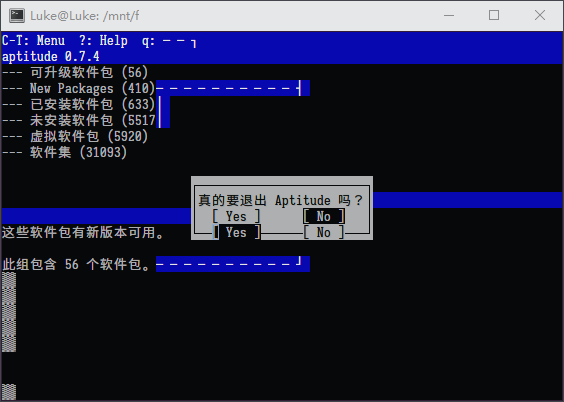 Luke@Luke: /mnt/f
C-T: Menu  ?: Help  q:
aptitude 0.7.4
--- 可升级软件包 (56)
--- New Packages (410)
--- 已安装软件包 (633)
--- 未安装软件包 (5517
--- 虚拟软件包 (5920)
--- 软件集 (31093)
真的要退出 Aptitude 吗？
[ Yes ] [ No ]
[ Yes ] [ No ]
这些软件包有新版本可用。
此组包含 56 个软件包。